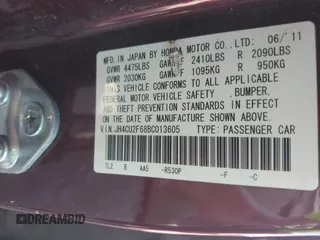 MFD. IN JAPAN BY HONDA MOTOR CO., LTD. 06/11
GVWR 4475LBS GAWR F 2410LBS R 2090LBS
GVWR 2030KG GAWR F 1095KG R 950KG
THIS VEHICLE CONFORMS TO ALL APPLICABLE
FEDERAL MOTOR VEHICLE SAFETY, BUMPER,
AND THEFT PREVENTION STANDARDS IN EFFECT
ON THE DATE OF MANUFACTURE SHOWN ABOVE.
V.I.N: JH4CU2F68BC013605 TYPE: PASSENGER CAR
TL2 B AA5 -R530P -F -C
DREAMBID